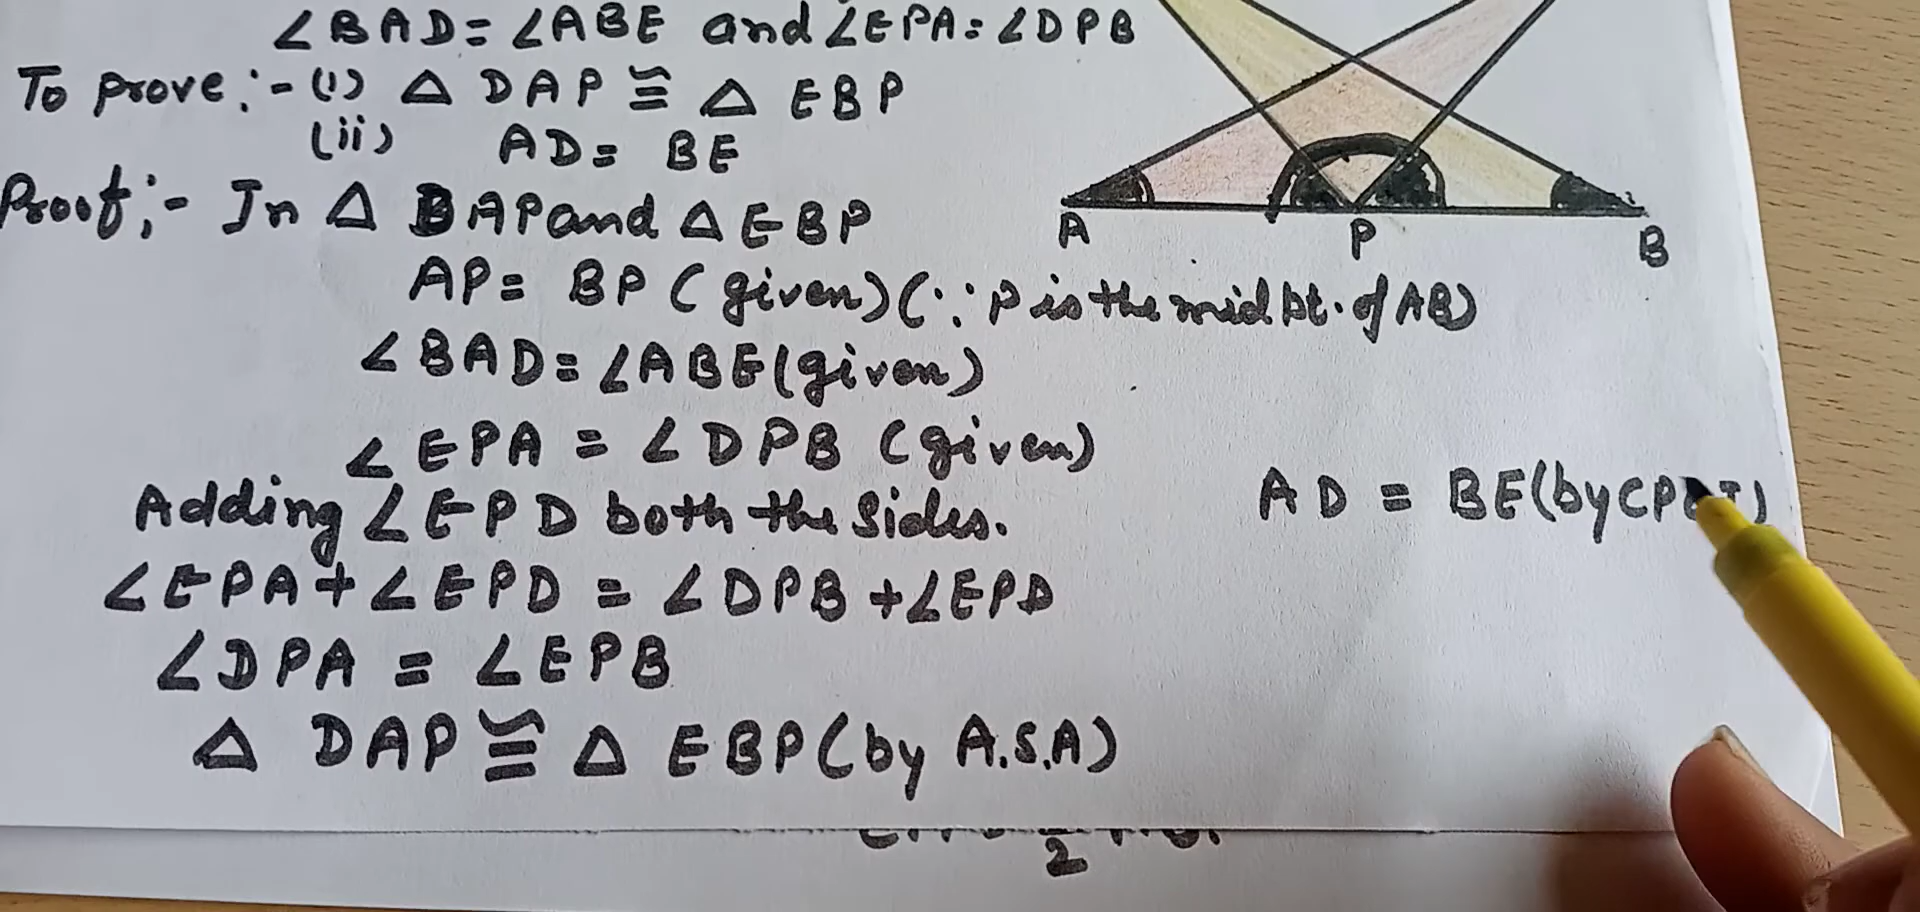 ∠BAD = ∠ABE and ∠EPA = ∠DPB
To prove :- (i) △ DAP ≅ △ EBP
(ii) AD = BE
Proof :- In △ DAP and △ EBP
A P B
AP = BP (given) (∵ P is the mid pt. of AB)
∠BAD = ∠ABE (given)
∠EPA = ∠DPB (given)
Adding ∠EPD both the sides.
∠EPA + ∠EPD = ∠DPB + ∠EPD
∠DPA = ∠EPB
△ DAP ≅ △ EBP (by A.S.A)
AD = BE (by
2